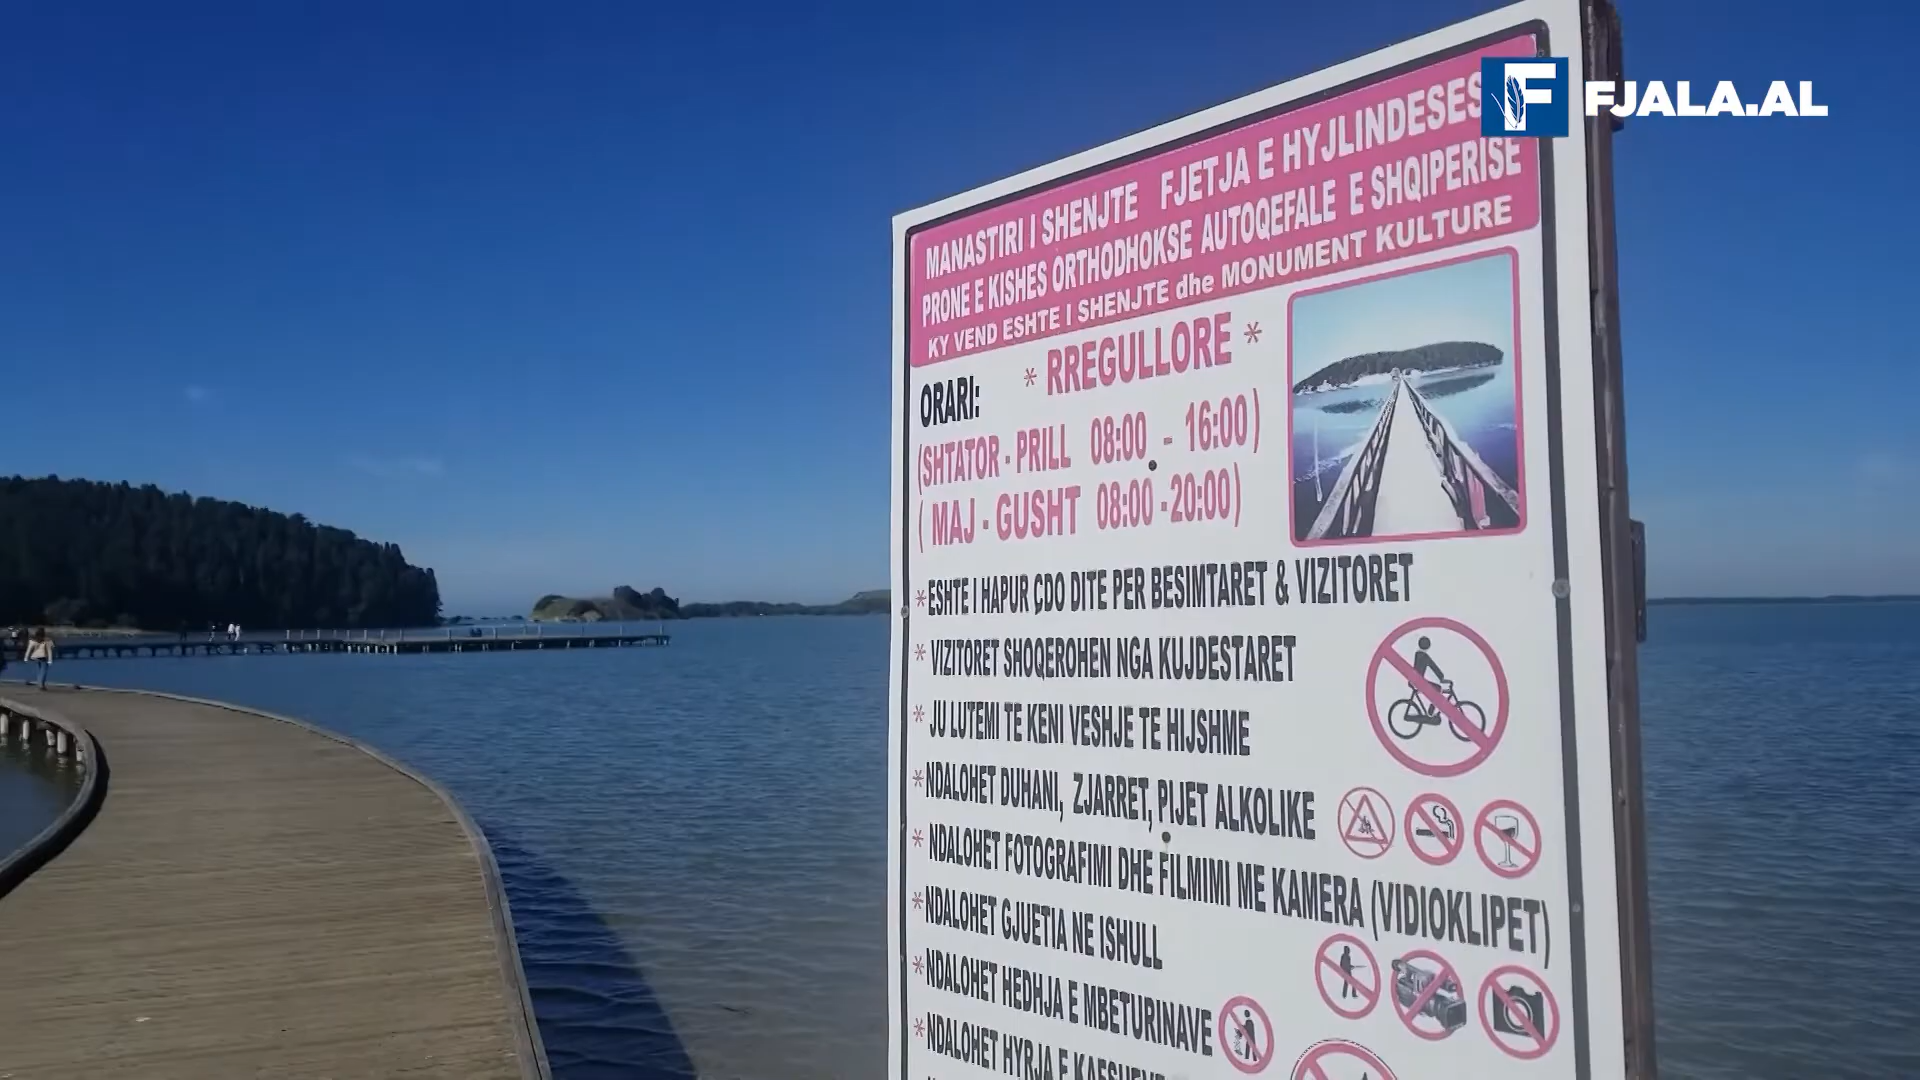 FJALA.AL
MANASTIRI I SHENJTE FJETJA E HYJLINDESES
PRONE E KISHES ORTHODHOKSE AUTOQEFALE E SHQIPERISE
KY VEND ESHTE I SHENJTE dhe MONUMENT KULTURE
* RREGULLORE *
ORARI:
(SHTATOR - PRILL 08:00 - 16:00)
( MAJ - GUSHT 08:00 -20:00)
*ESHTE I HAPUR ÇDO DITE PER BESIMTARET & VIZITORET
* VIZITORET SHOQEROHEN NGA KUJDESTARET
* JU LUTEMI TE KENI VESHJE TE HIJSHME
*NDALOHET DUHANI, ZJARRET, PIJET ALKOLIKE
* NDALOHET FOTOGRAFIMI DHE FILMIMI ME KAMERA (VIDIOKLIPET)
*NDALOHET GJUETIA NE ISHULL
*NDALOHET HEDHJA E MBETURINAVE
*NDALOHET HYRJA E KAFSHEVE